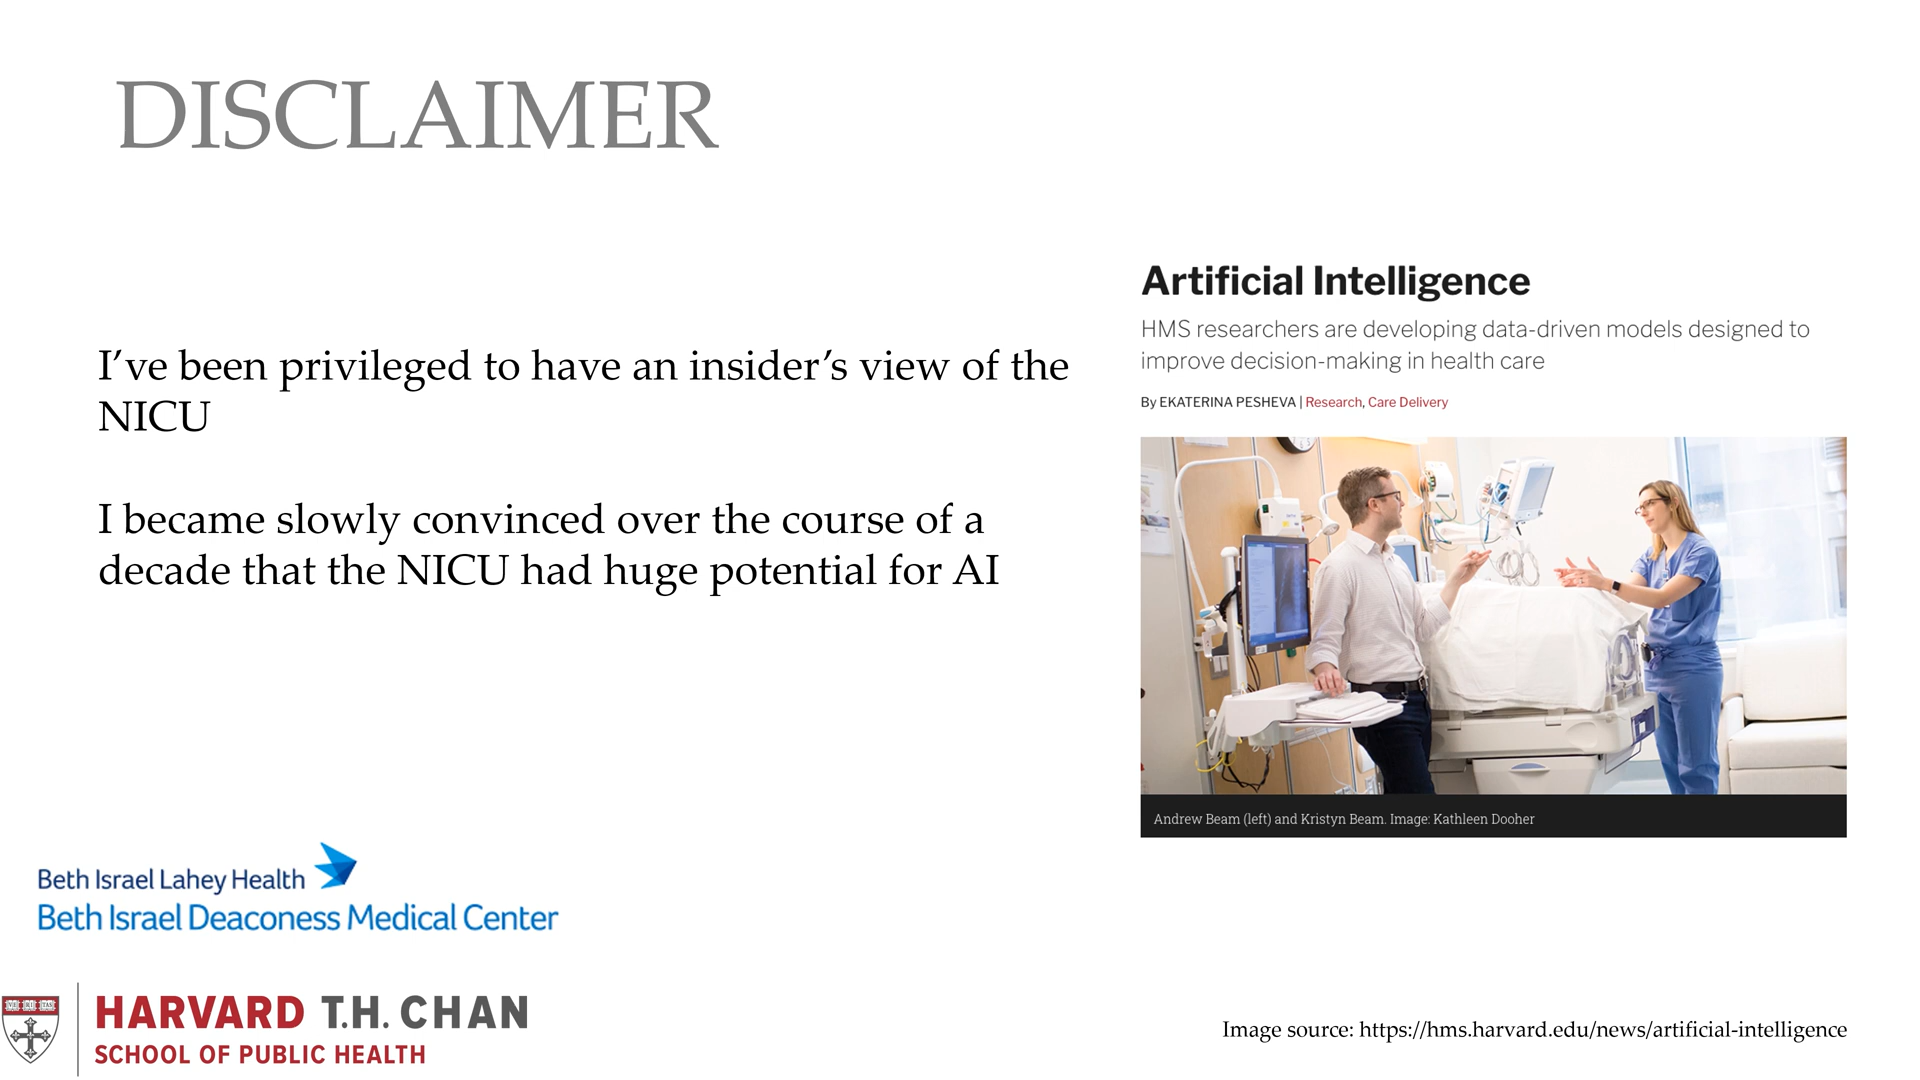 DISCLAIMER
I’ve been privileged to have an insider’s view of the
NICU
I became slowly convinced over the course of a
decade that the NICU had huge potential for AI
Artificial Intelligence
HMS researchers are developing data-driven models designed to
improve decision-making in health care
By EKATERINA PESHEVA | Research, Care Delivery
Andrew Beam (left) and Kristyn Beam. Image: Kathleen Dooher
Beth Israel Lahey Health
Beth Israel Deaconess Medical Center
VE RI TAS
HARVARD T.H. CHAN
SCHOOL OF PUBLIC HEALTH
Image source: https://hms.harvard.edu/news/artificial-intelligence